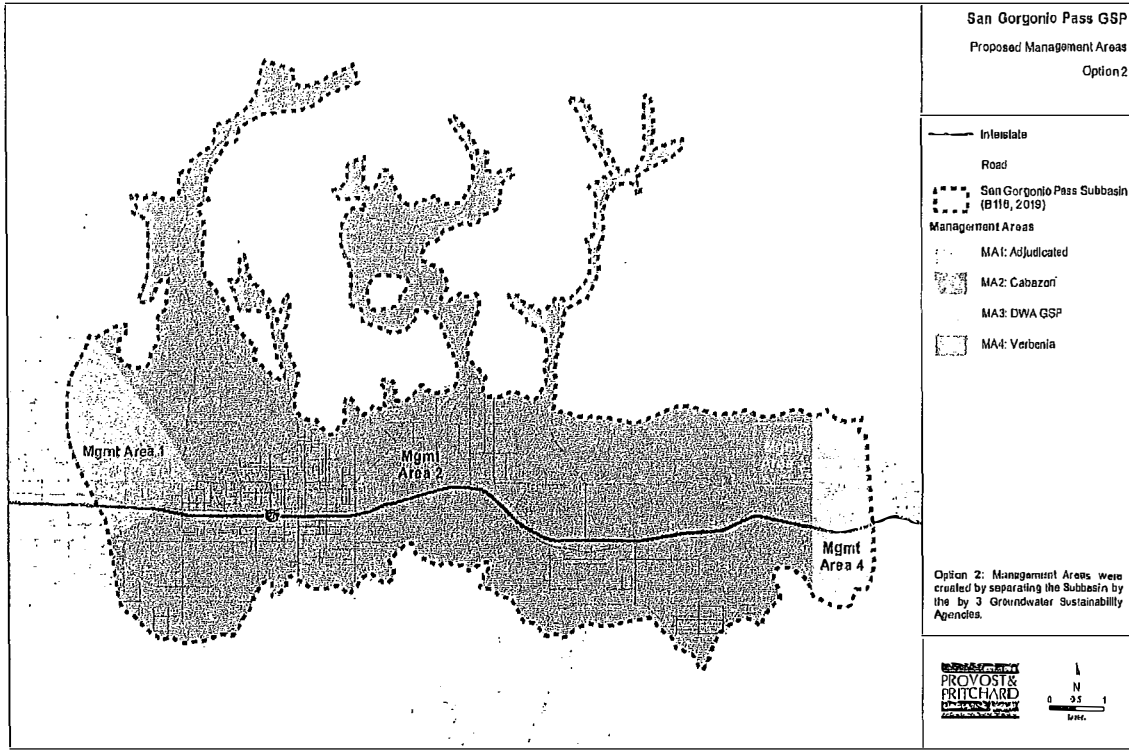 San Gorgonio Pass GSP
Proposed Management Areas
Option 2
Interstate
Road
San Gorgonio Pass Subbasin
(B118, 2019)
Management Areas
MA1: Adjudicated
MA2: Cabazon
MA3: DWA GSP
MA4: Verbenia
Mgmt Area 1
Mgmt
Area 2
Mgmt
Area 4
Option 2: Management Areas were
created by separating the Subbasin by
the by 3 Groundwater Sustainability
Agencies.
PROVOST&
PRITCHARD
N
0 0.5 1